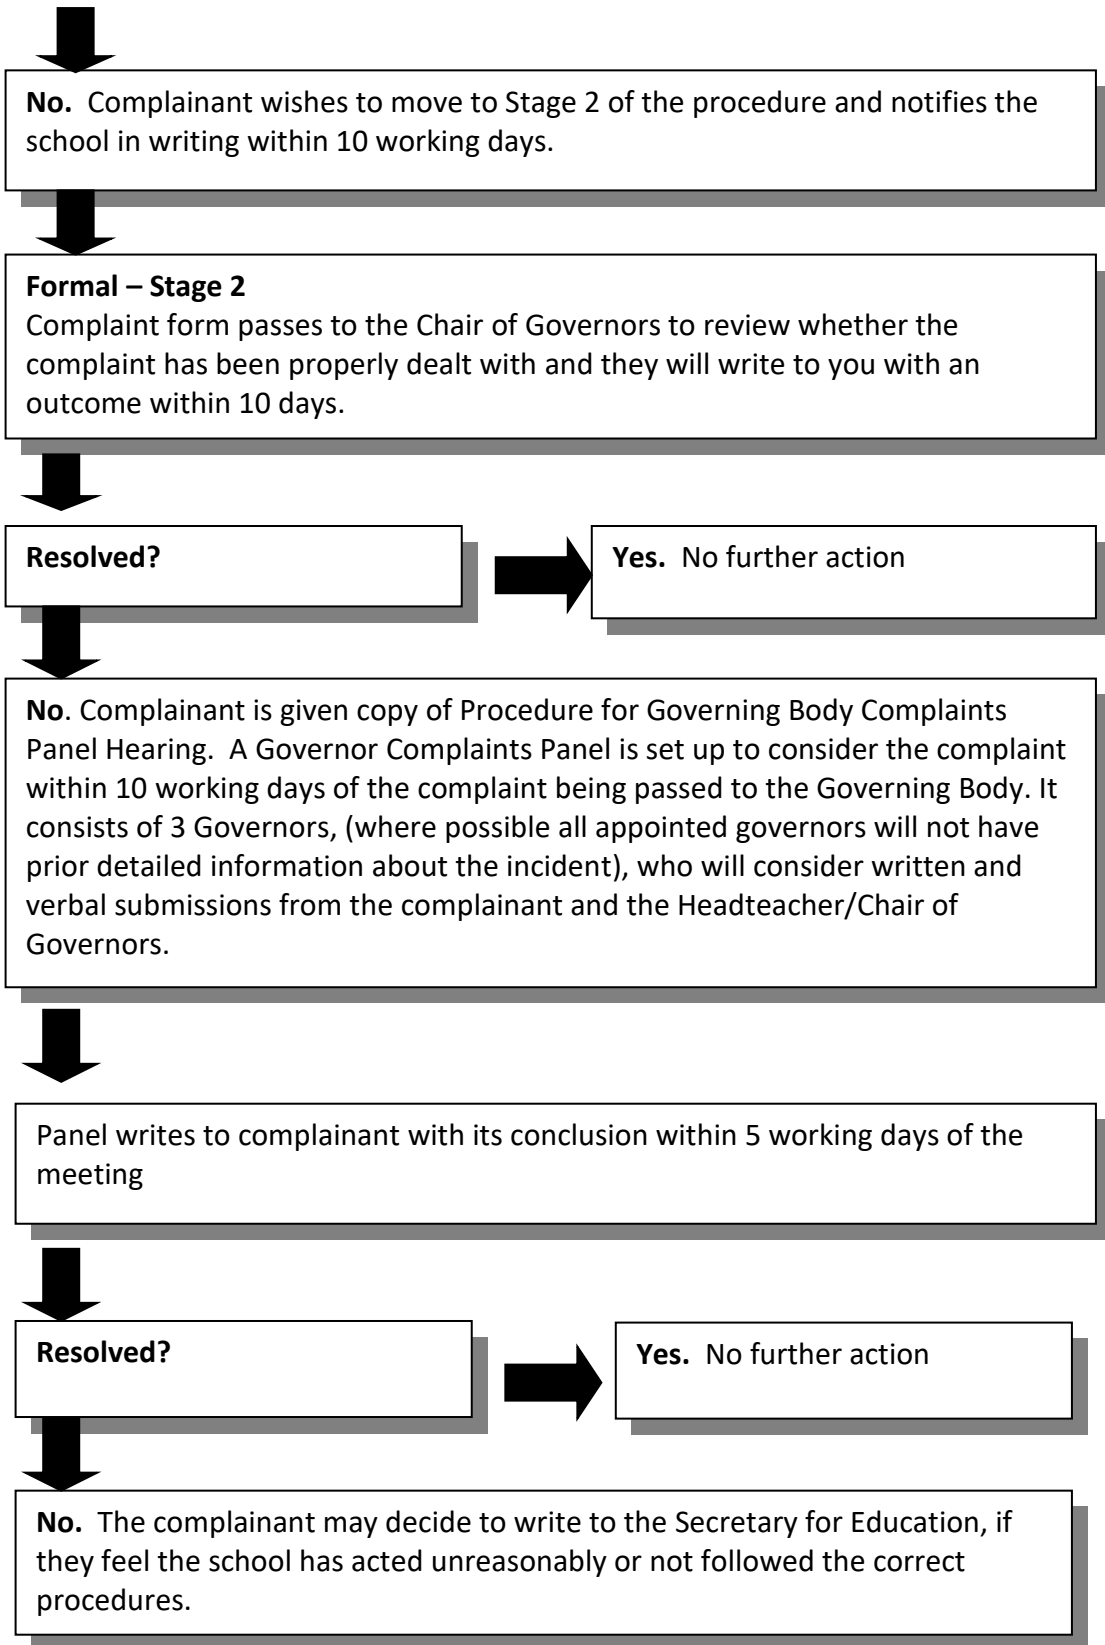 No.  Complainant wishes to move to Stage 2 of the procedure and notifies the
school in writing within 10 working days.
Formal – Stage 2
Complaint form passes to the Chair of Governors to review whether the
complaint has been properly dealt with and they will write to you with an
outcome within 10 days.
Resolved?
Yes.  No further action
No. Complainant is given copy of Procedure for Governing Body Complaints
Panel Hearing.  A Governor Complaints Panel is set up to consider the complaint
within 10 working days of the complaint being passed to the Governing Body. It
consists of 3 Governors, (where possible all appointed governors will not have
prior detailed information about the incident), who will consider written and
verbal submissions from the complainant and the Headteacher/Chair of
Governors.
Panel writes to complainant with its conclusion within 5 working days of the
meeting
Resolved?
Yes.  No further action
No.  The complainant may decide to write to the Secretary for Education, if
they feel the school has acted unreasonably or not followed the correct
procedures.